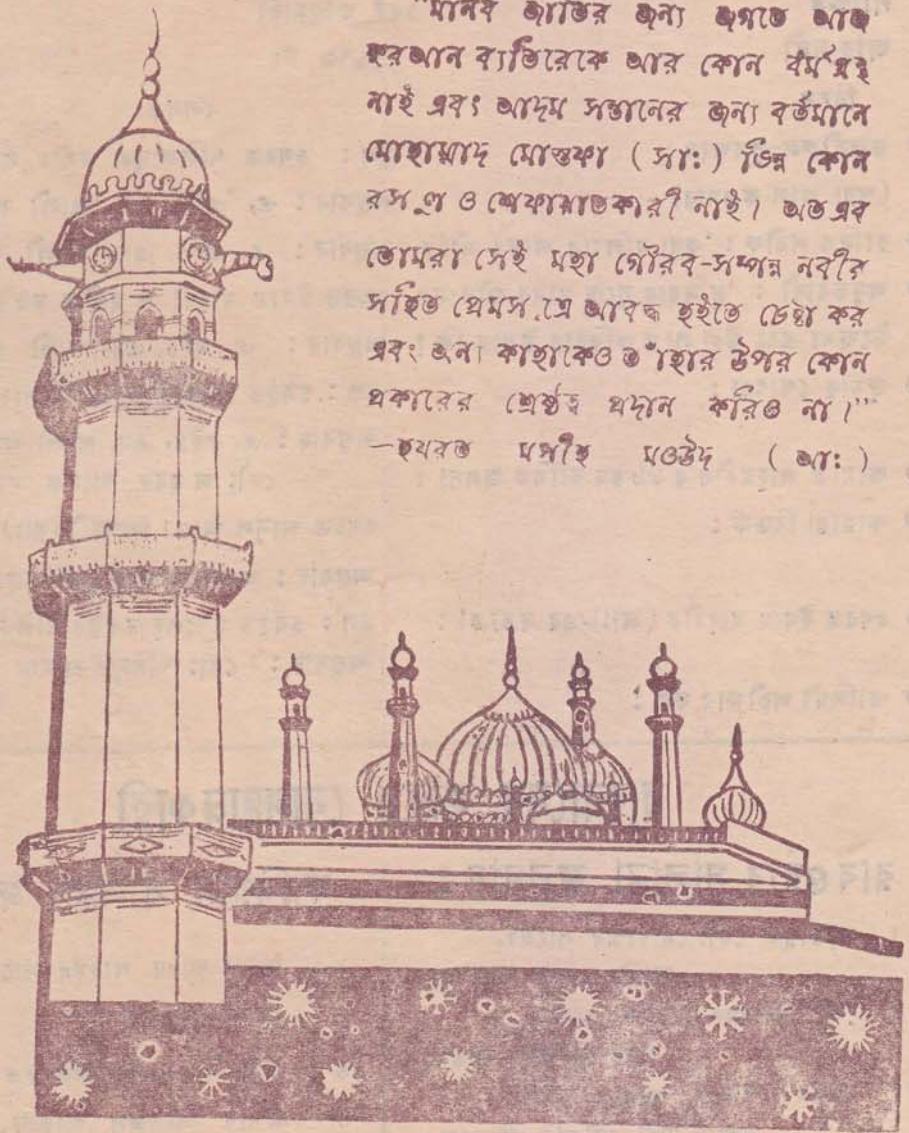 "মানব জাতির জন্য জগতে আজ
কুরআন ব্যতিরেকে আর কোন ধর্মগ্রন্থ
নাই এবং আদম সন্তানের জন্য বর্তমানে
মোহাম্মাদ মোস্তফা ( সাঃ ) ভিন্ন কোন
রসূল ও শেফায়াতকারী নাই। অতএব
তোমরা সেই মহা গৌরব-সম্পন্ন নবীর
সহিত প্রেমসূত্রে আবদ্ধ হইতে চেষ্টা কর
এবং অন্য কাহাকেও তাঁহার উপর কোন
প্রকারের শ্রেষ্ঠত্ব প্রদান করিও না।"
—হযরত মসীহ মওউদ ( আঃ )